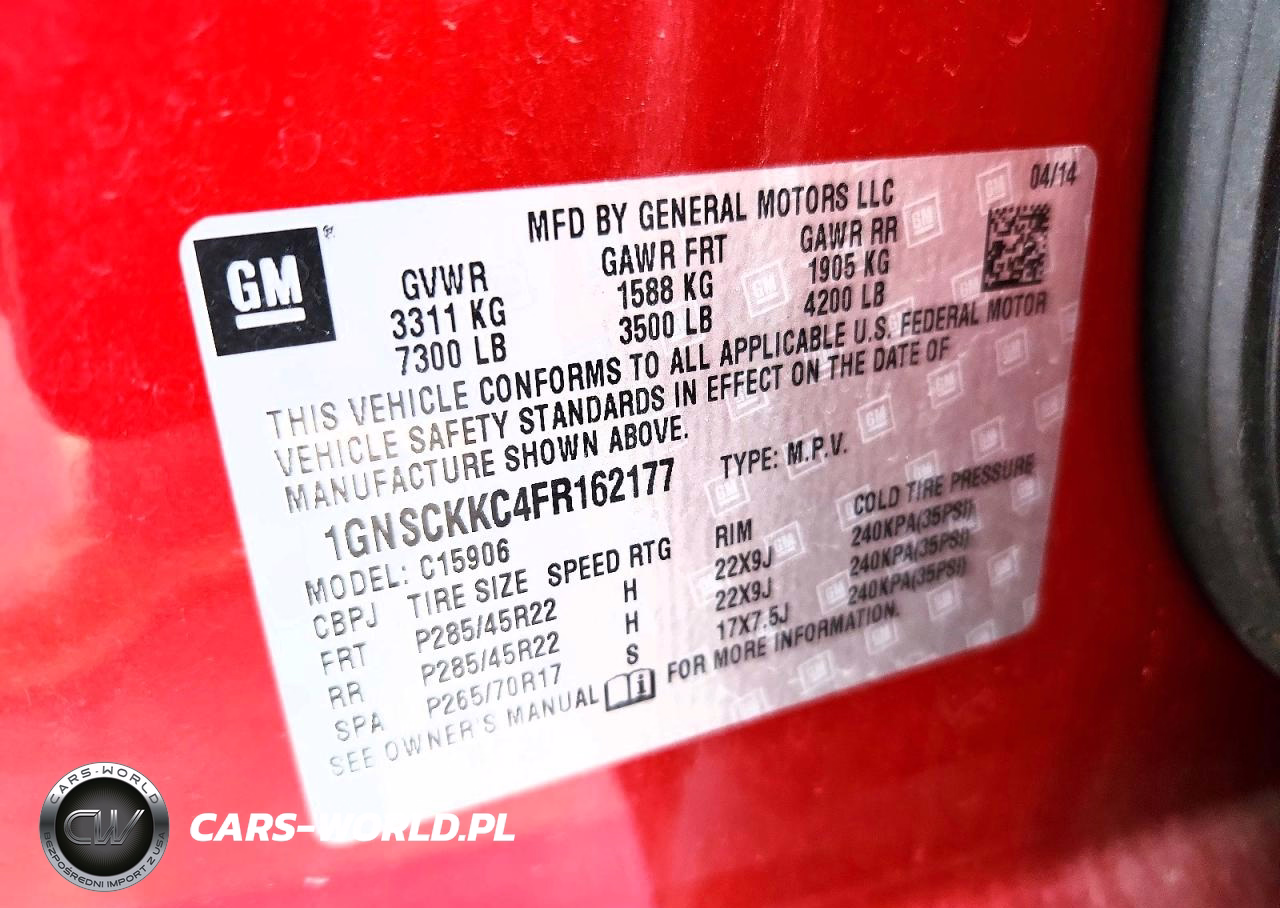 GM
MFD BY GENERAL MOTORS LLC
04/14
GVWR GAWR FRT GAWR RR
3311 KG 1588 KG 1905 KG
7300 LB 3500 LB 4200 LB
THIS VEHICLE CONFORMS TO ALL APPLICABLE U.S. FEDERAL MOTOR
VEHICLE SAFETY STANDARDS IN EFFECT ON THE DATE OF
MANUFACTURE SHOWN ABOVE.
1GNSCKKC4FR162177 TYPE: M.P.V.
MODEL: C15906
CBPJ TIRE SIZE SPEED RTG RIM COLD TIRE PRESSURE
FRT P285/45R22 H 22X9J 240KPA(35PSI)
RR P285/45R22 H 22X9J 240KPA(35PSI)
SPA P265/70R17 S 17X7.5J 240KPA(35PSI)
SEE OWNER'S MANUAL FOR MORE INFORMATION.
CARS-WORLD
CW
BEZPOŚREDNI IMPORT Z USA
CARS-WORLD.PL